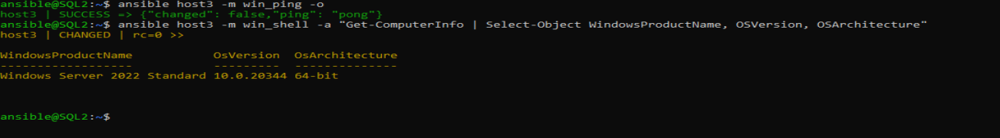 ansible@SQL2:~$ ansible host3 -m win_ping -o
host3 | SUCCESS => {"changed": false,"ping": "pong"}
ansible@SQL2:~$ ansible host3 -m win_shell -a "Get-ComputerInfo | Select-Object WindowsProductName, OSVersion, OSArchitecture"
host3 | CHANGED | rc=0 >>
WindowsProductName OsVersion OsArchitecture
------------------ --------- --------------
Windows Server 2022 Standard 10.0.20344 64-bit
ansible@SQL2:~$